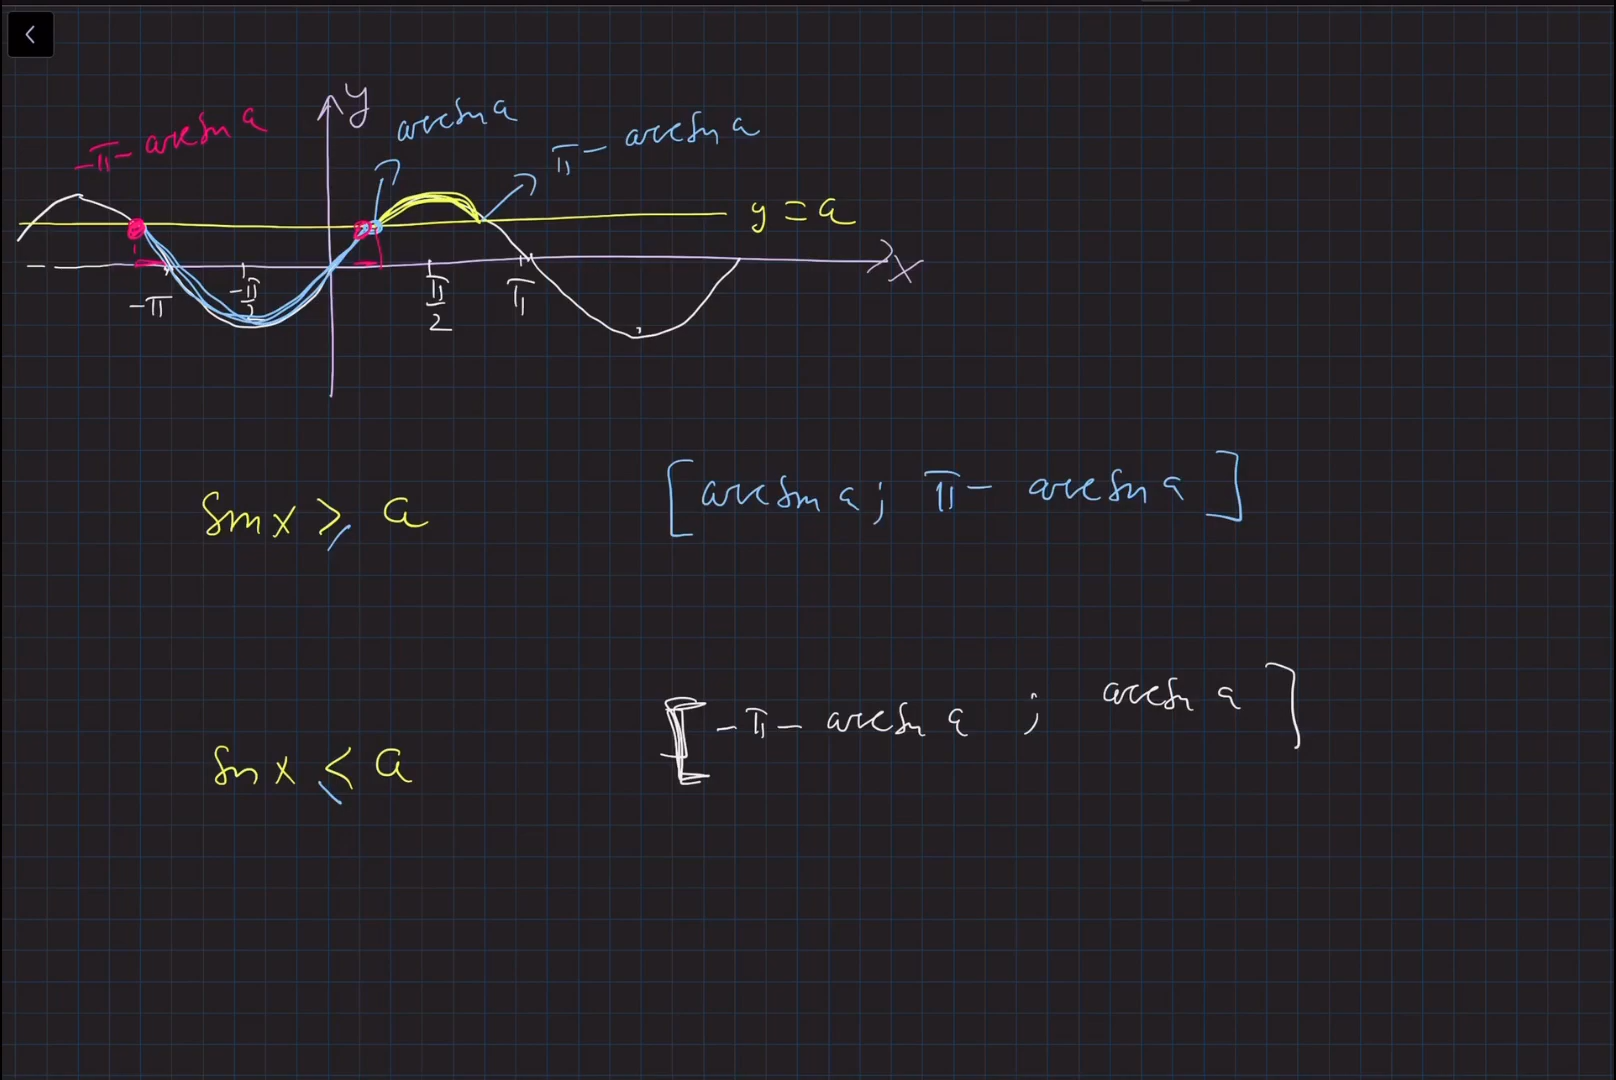 y
arcsin a
-π- arcsin a
π- arcsin a
y = a
x
-π
-π/2
π/2
π
sin x ⩾ a
[arcsin a; π- arcsin a]
[-π- arcsin a ; arcsin a]
sin x ⩽ a